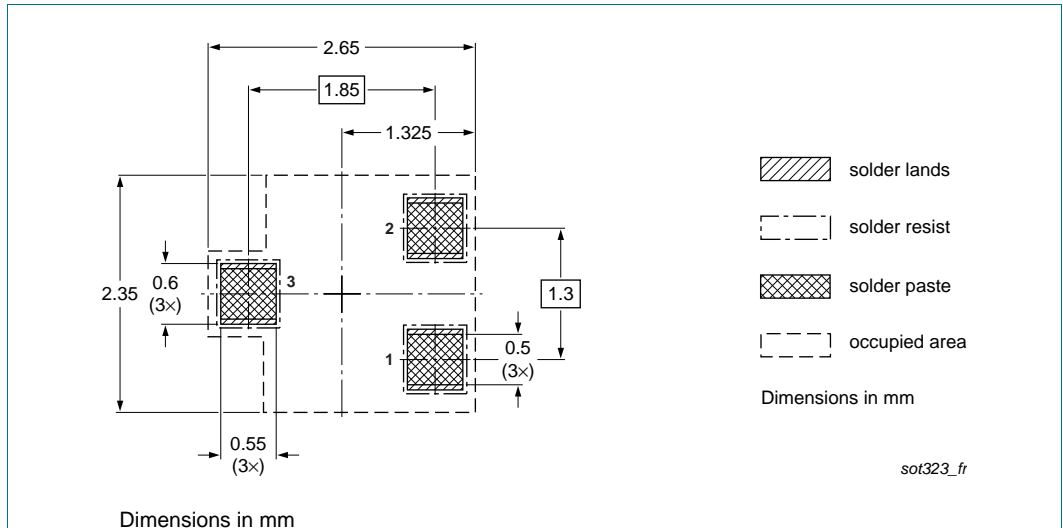 2.65
1.85
1.325
solder lands
2
solder resist
0.6
(3×)
3
2.35
1.3
solder paste
1
0.5
(3×)
occupied area
Dimensions in mm
0.55
(3×)
sot323_fr
Dimensions in mm